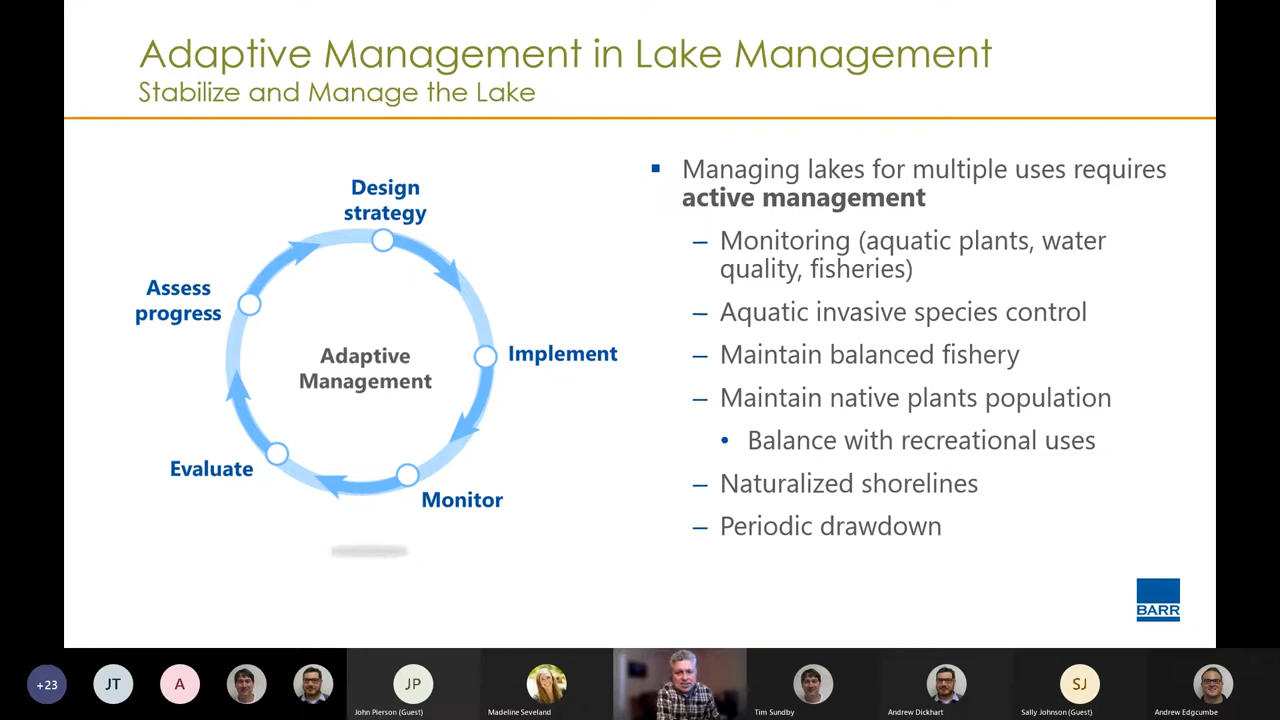 Adaptive Management in Lake Management
Stabilize and Manage the Lake
Design
strategy
Assess
progress
Adaptive
Management
Implement
Evaluate
Monitor
Managing lakes for multiple uses requires
active management
– Monitoring (aquatic plants, water
quality, fisheries)
– Aquatic invasive species control
– Maintain balanced fishery
– Maintain native plants population
• Balance with recreational uses
– Naturalized shorelines
– Periodic drawdown
BARR
+23
JT
A
JP
SJ
John Pierson (Guest)
Madeline Seveland
Tim Sundby
Andrew Dickhart
Sally Johnson (Guest)
Andrew Edgcumbe